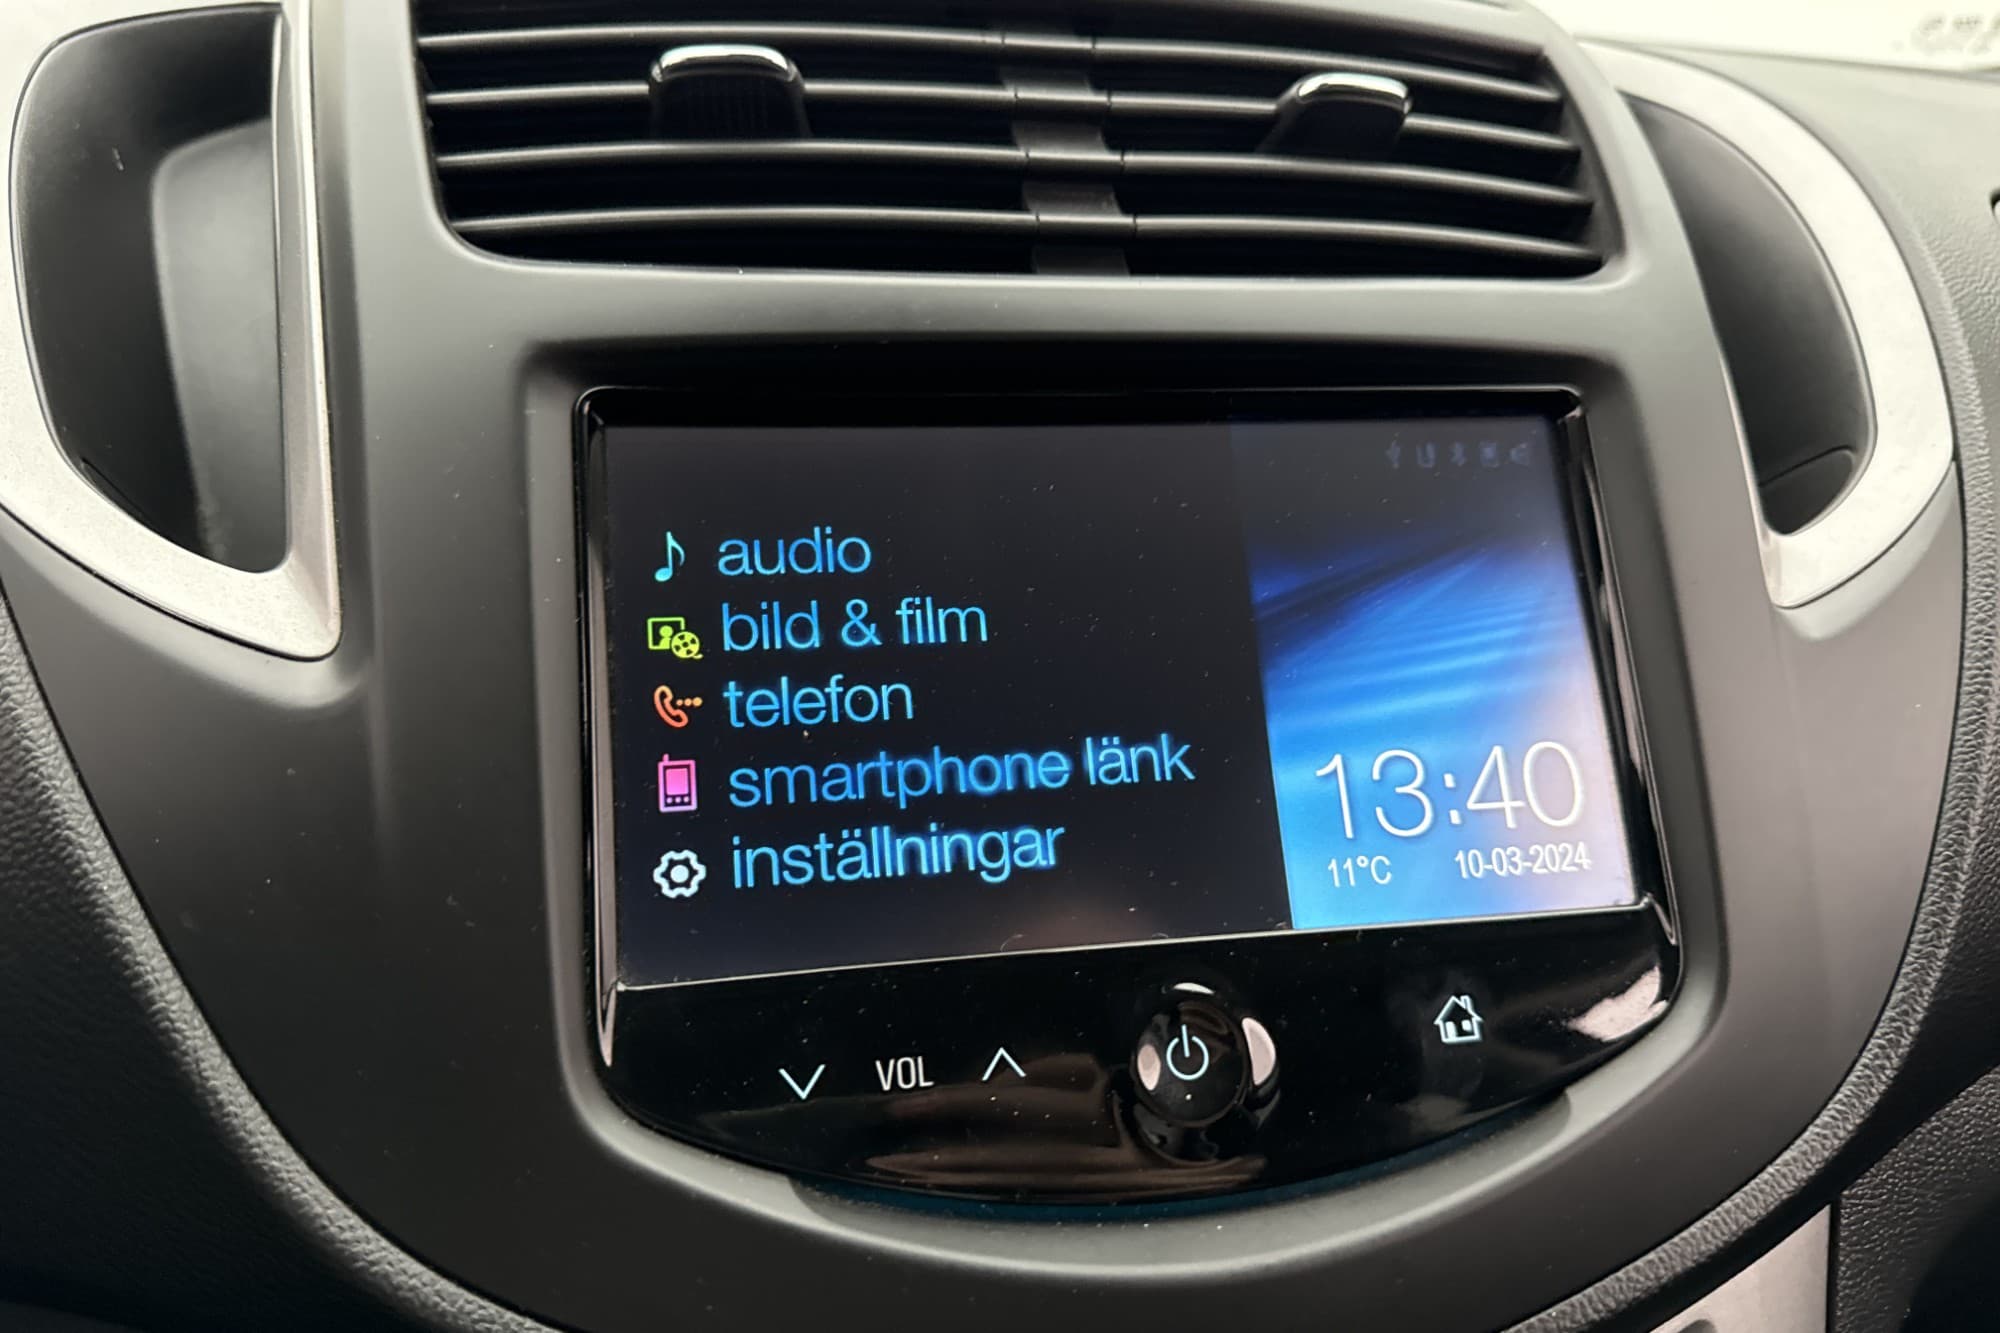 audio
bild & film
telefon
smartphone länk
inställningar
13:40
11°C 10-03-2024
VOL